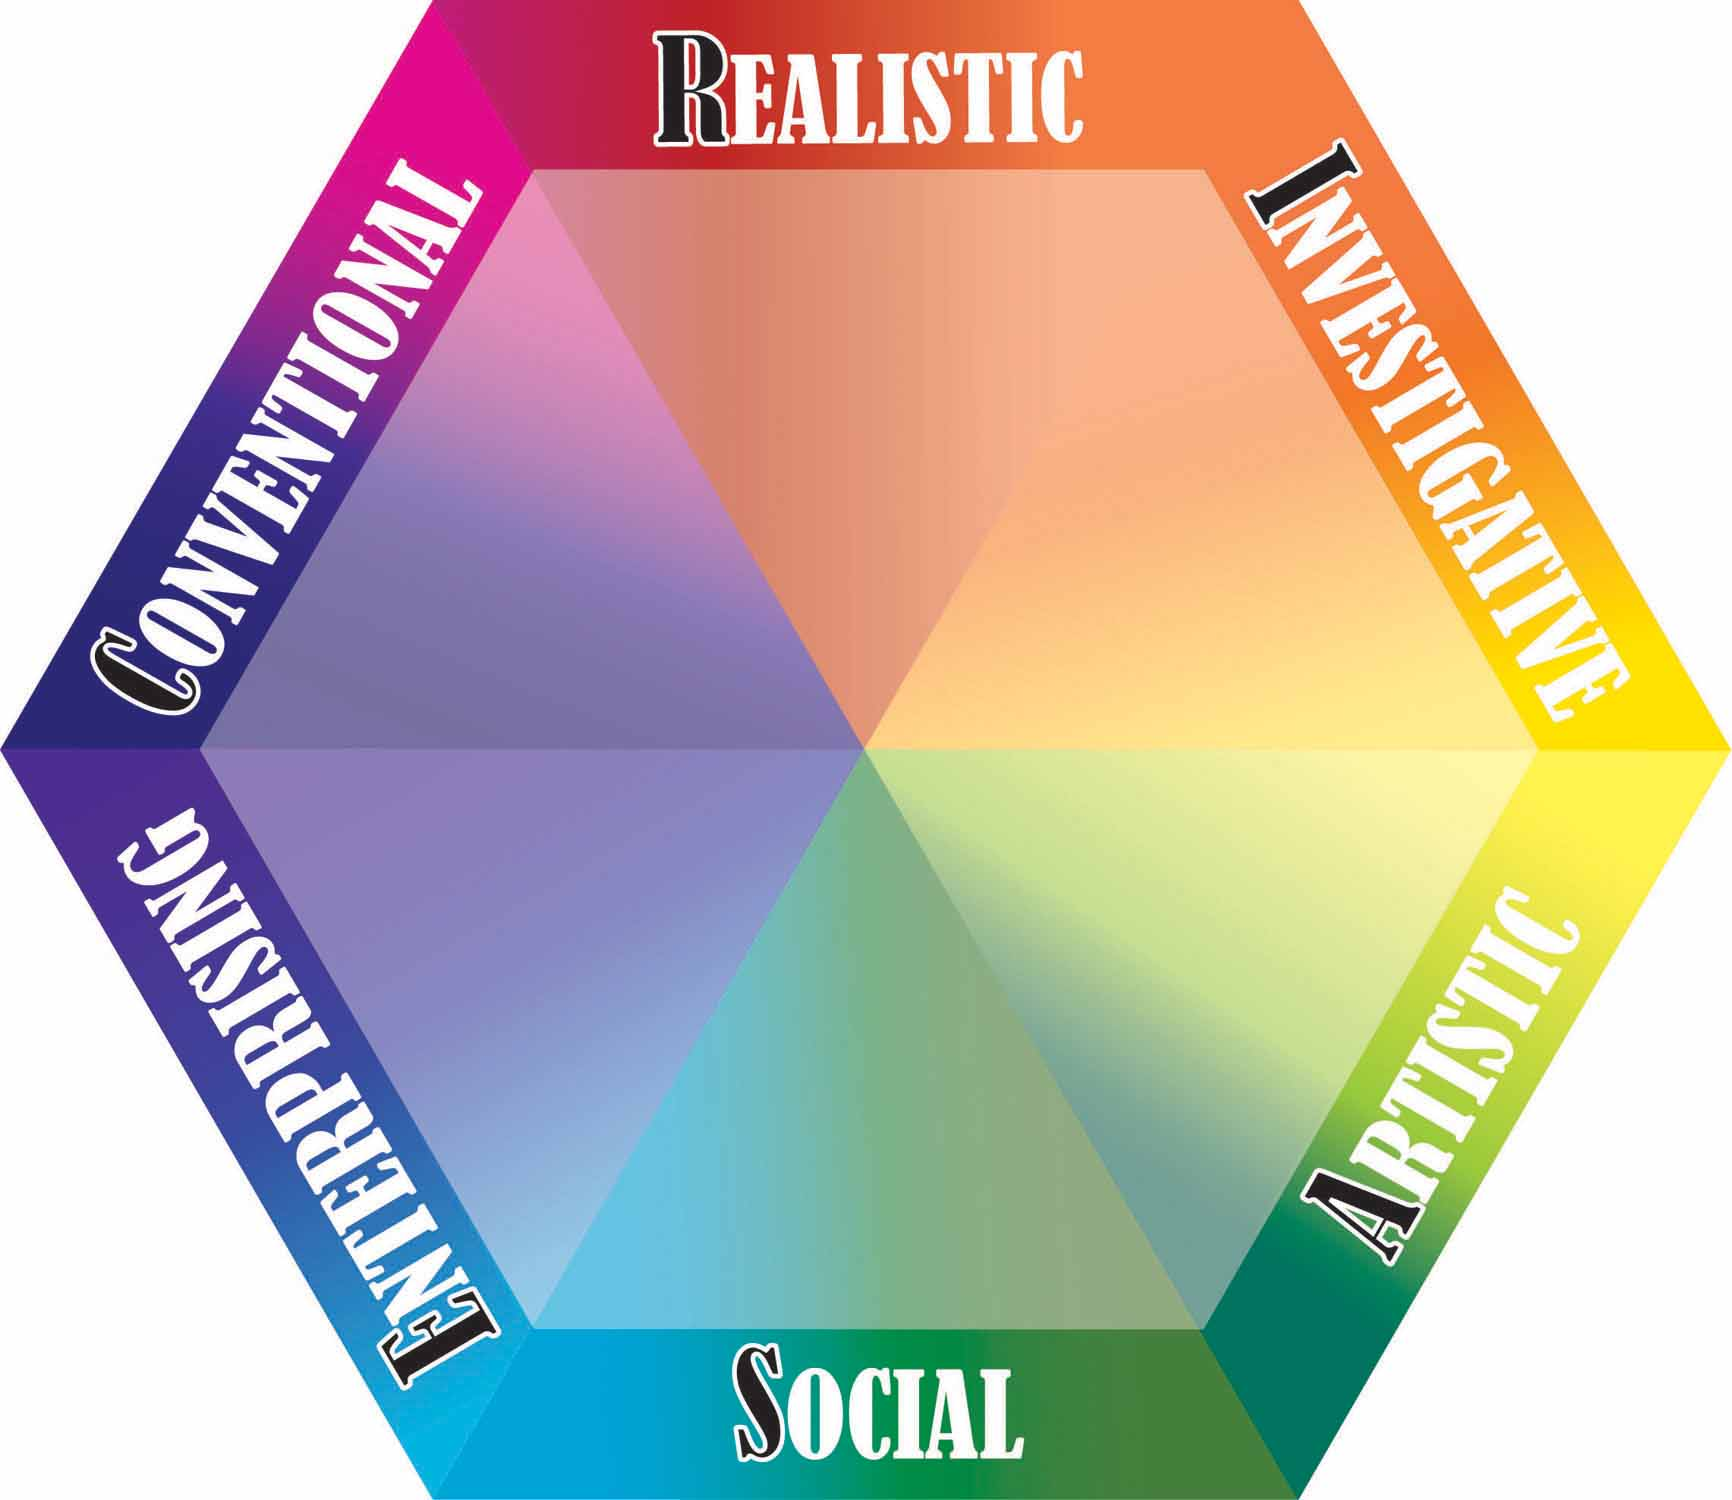 REALISTIC
INVESTIGATIVE
ARTISTIC
SOCIAL
ENTERPRISING
CONVENTIONAL